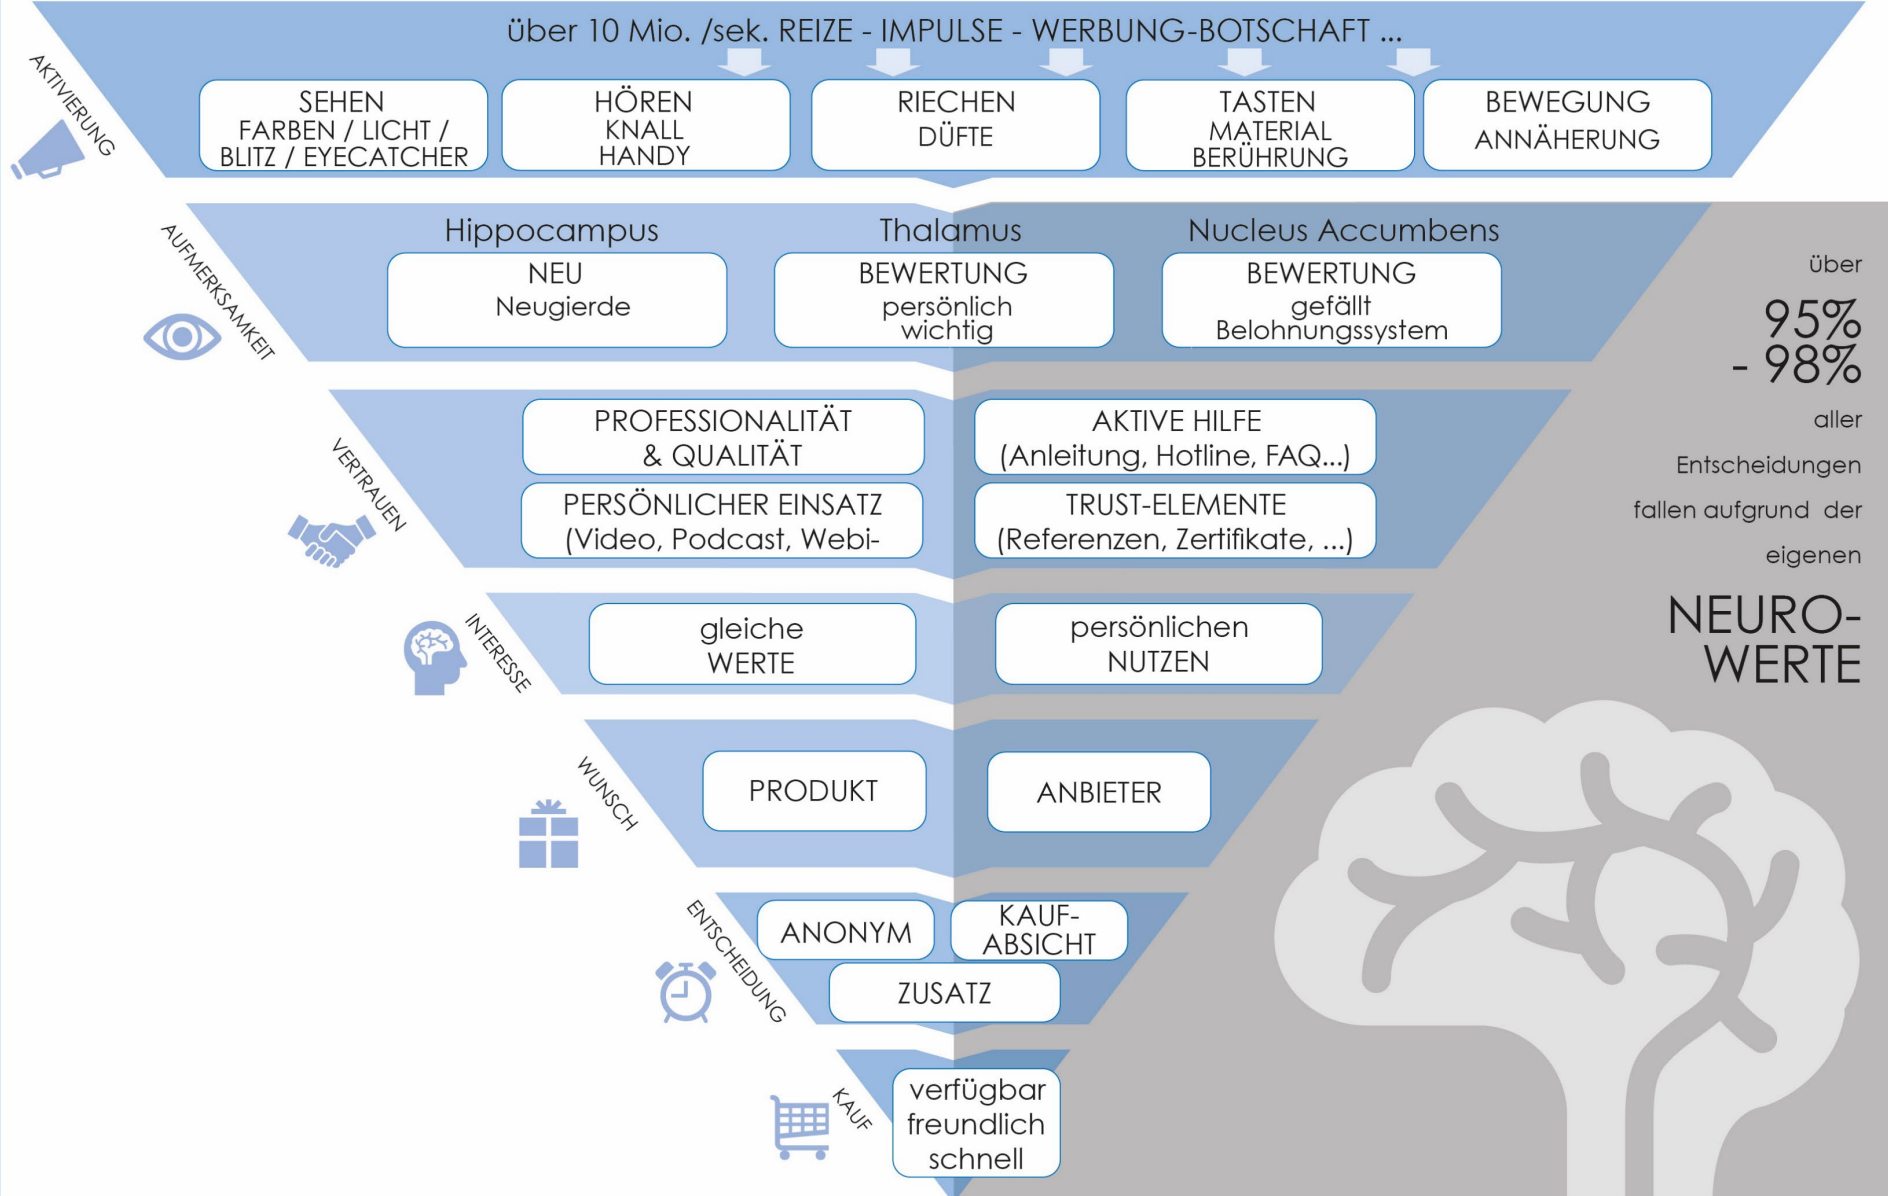 über 10 Mio. /sek. REIZE - IMPULSE - WERBUNG-BOTSCHAFT ...
AKTIVIERUNG
SEHEN
FARBEN / LICHT /
BLITZ / EYECATCHER
HÖREN
KNALL
HANDY
RIECHEN
DÜFTE
TASTEN
MATERIAL
BERÜHRUNG
BEWEGUNG
ANNÄHERUNG
AUFMERKSAMKEIT
Hippocampus
NEU
Neugierde
Thalamus
BEWERTUNG
persönlich
wichtig
Nucleus Accumbens
BEWERTUNG
gefällt
Belohnungssystem
VERTRAUEN
PROFESSIONALITÄT
& QUALITÄT
AKTIVE HILFE
(Anleitung, Hotline, FAQ...)
PERSÖNLICHER EINSATZ
(Video, Podcast, Webi-
TRUST-ELEMENTE
(Referenzen, Zertifikate, ...)
INTERESSE
gleiche
WERTE
persönlichen
NUTZEN
WUNSCH
PRODUKT
ANBIETER
ENTSCHEIDUNG
ANONYM
KAUF-
ABSICHT
ZUSATZ
KAUF
verfügbar
freundlich
schnell
über
95%
- 98%
aller
Entscheidungen
fallen aufgrund der
eigenen
NEURO-
WERTE